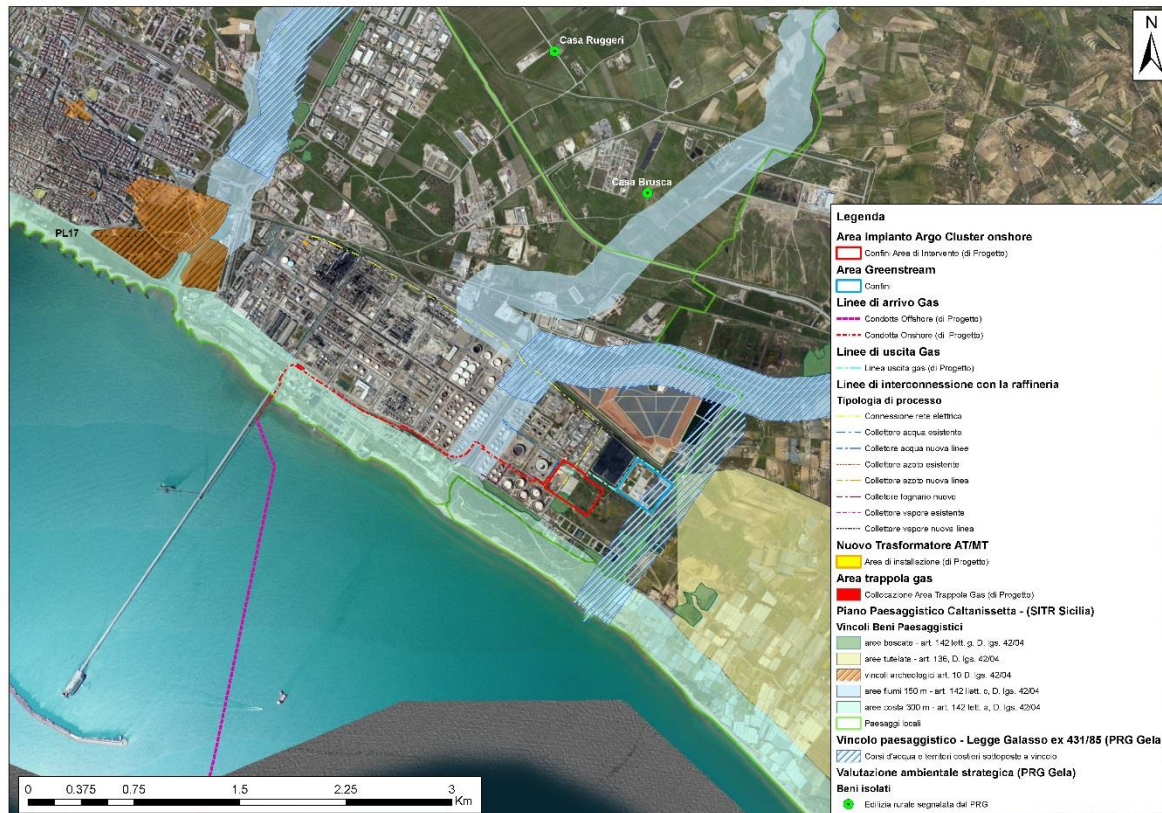 Casa Ruggeri
N
Casa Brusca
PL17
Legenda
Area Impianto Argo Cluster onshore
Confini Area di Intervento (di Progetto)
Area Greenstream
Confini
Linee di arrivo Gas
Condotta Offshore (di Progetto)
Condotta Onshore (di Progetto)
Linee di uscita Gas
Linea uscita gas (di Progetto)
Linee di interconnessione con la raffineria
Tipologia di processo
Connessione rete elettrica
Collettore acqua esistente
Collettore acqua nuove linee
Collettore azoto esistente
Collettore azoto nuova linea
Collettore fognario nuovo
Collettore vapore esistente
Collettore vapore nuova linea
Nuovo Trasformatore AT/MT
Area di installazione (di Progetto)
Area trappola gas
Collocazione Area Trappola Gas (di Progetto)
Piano Paesaggistico Caltanissetta - (SITR Sicilia)
Vincoli Beni Paesaggistici
aree boscate - art. 142 lett. g, D. lgs. 42/04
aree tutelate - art. 136, D. lgs. 42/04
vincoli archeologici art. 10 D. lgs. 42/04
aree fiumi 150 m - art. 142 lett. c, D. lgs. 42/04
aree costa 300 m - art. 142 lett. a, D. lgs. 42/04
Paesaggi locali
Vincolo paesaggistico - Legge Galasso ex 431/85 (PRG Gela
Corsi d'acqua e territori costieri sottoposte a vincolo
Valutazione ambientale strategica (PRG Gela)
Beni isolati
Edilizia rurale segnalata dal PRG
0 0.375 0.75 1.5 2.25 3
Km